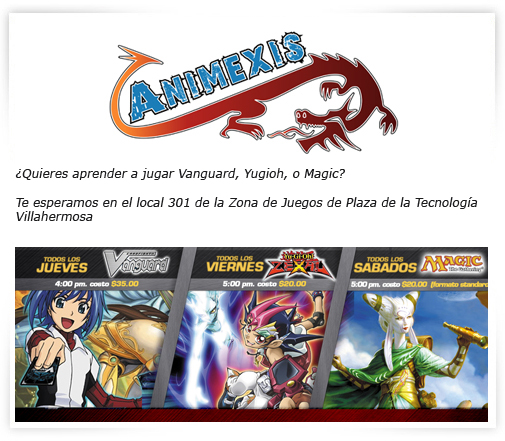 ANIMEXIS
¿Quieres aprender a jugar Vanguard, Yugioh, o Magic?
Te esperamos en el local 301 de la Zona de Juegos de Plaza de la Tecnología
Villahermosa
TODOS LOS
JUEVES
Vanguard
4:00 pm. costo $35.00
TODOS LOS
VIERNES
Yu-Gi-Oh!
ZEXAL
5:00 pm. costo $20.00
TODOS LOS
SABADOS
MAGIC
The Gathering
5:00 pm. costo $20.00 (formato standard